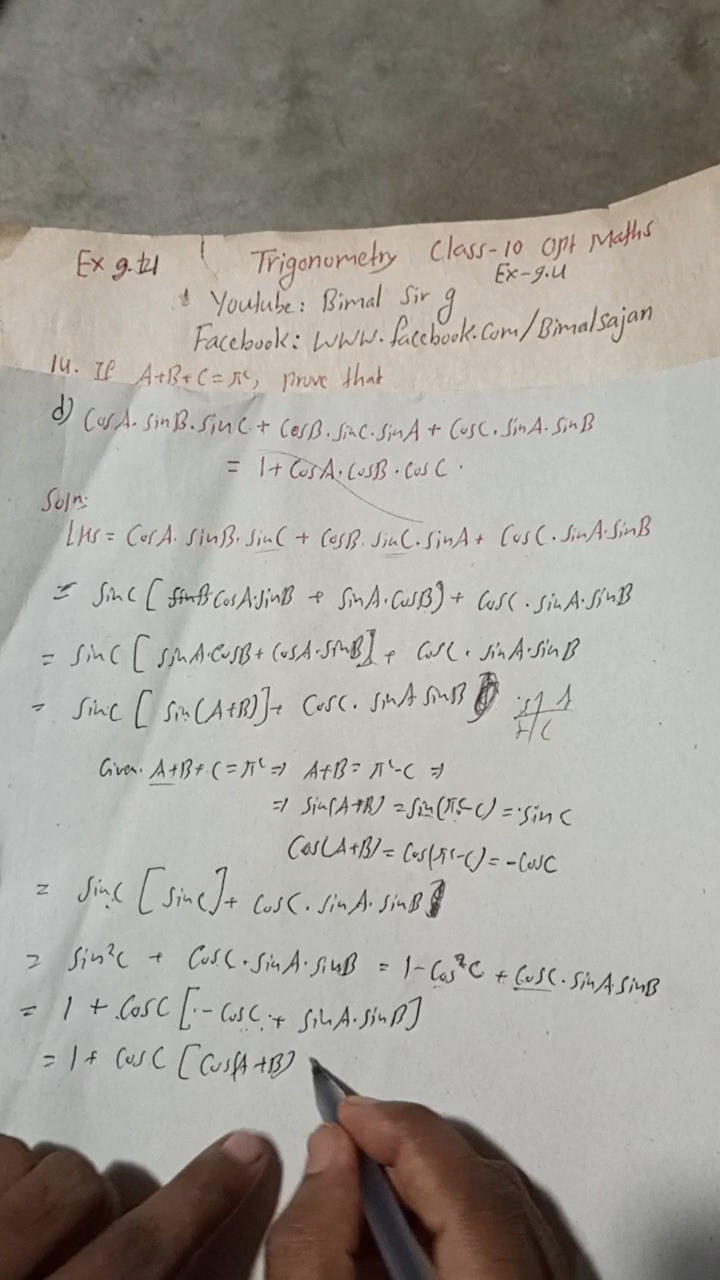 Ex 9.4 Trigonometry Class-10 Opt Maths
Ex-9.4
Youtube: Bimal Sir g
Facebook: www.facebook.com/Bimalsajan
14. If A+B+C=πᶜ, prove that
d) CosA.sinB.sinC + CosB.sinC.sinA + CosC.sinA.sinB
= 1+CosA.CosB.CosC.
Soln:
LHS = CosA.sinB.sinC + CosB.sinC.sinA + CosC.sinA.sinB
= sinC [ CosA.sinB + sinA.CosB] + CosC.sinA.sinB
= sinC [ sinA.CosB + CosA.sinB] + CosC.sinA.sinB
= sinC [ sin(A+B)] + CosC.sinA sinB
Given. A+B+C=πᶜ ⇒ A+B=πᶜ-C ⇒
⇒ sin(A+B) = sin(πᶜ-C) = sinC
Cos(A+B) = Cos(πᶜ-C) = -CosC
= sinC [sinC] + CosC.sinA.sinB
= sin²C + CosC.sinA.sinB = 1-Cos²C + CosC.sinA.sinB
= 1 + CosC [-CosC + sinA.sinB]
= 1 + CosC [Cos(A+B)